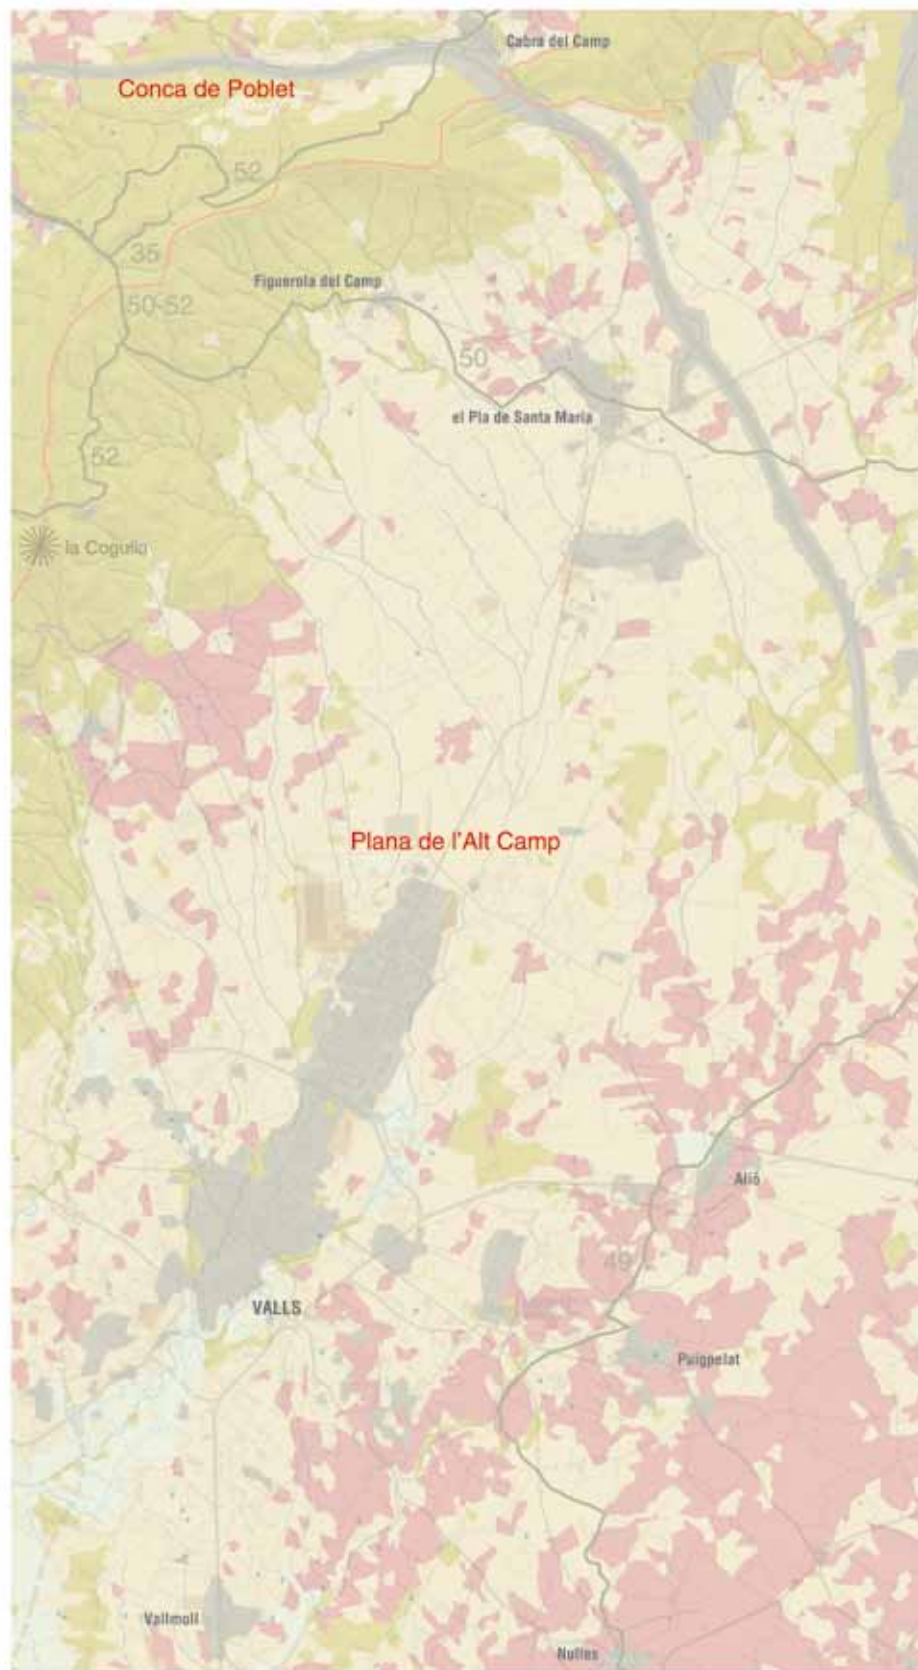 Cabra del Camp
Conca de Poblet
52
35
Figuerola del Camp
50-52
50
el Pla de Santa Maria
52
la Cogulla
Plana de l'Alt Camp
Alió
49
VALLS
Puigpelat
Vallmoll
Nulles